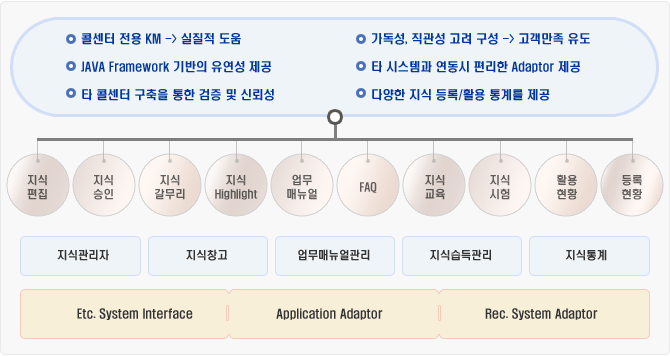 콜센터 전용 KM -> 실질적 도움
가독성, 직관성 고려 구성 -> 고객만족 유도
JAVA Framework 기반의 유연성 제공
타 시스템과 연동시 편리한 Adaptor 제공
타 콜센터 구축을 통한 검증 및 신뢰성
다양한 지식 등록/활용 통계를 제공
지식
편집
지식
승인
지식
갈무리
지식
Highlight
업무
매뉴얼
FAQ
지식
교육
지식
시험
활용
현황
등록
현황
지식관리자
지식창고
업무매뉴얼관리
지식습득관리
지식통계
Etc. System Interface
Application Adaptor
Rec. System Adaptor